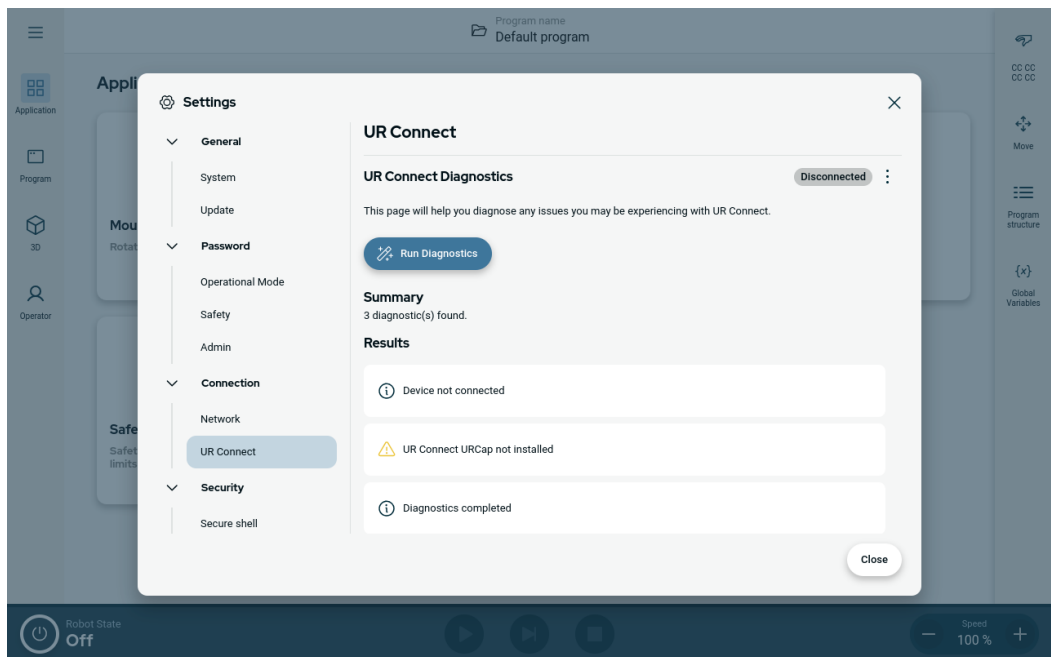 Program name
Default program
Application
Program
3D
Operator
Appli
Mou
Rotat
Safe
Safet
limits
Settings
General
System
Update
Password
Operational Mode
Safety
Admin
Connection
Network
UR Connect
Security
Secure shell
UR Connect
UR Connect Diagnostics
Disconnected
This page will help you diagnose any issues you may be experiencing with UR Connect.
Run Diagnostics
Summary
3 diagnostic(s) found.
Results
Device not connected
UR Connect URCap not installed
Diagnostics completed
Close
CC CC
CC CC
Move
Program
structure
{x}
Global
Variables
Robot State
Off
Speed
100 %